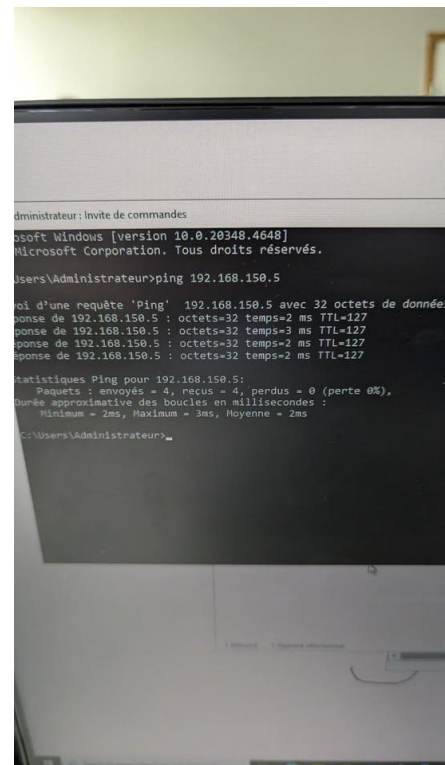 dministrateur : Invite de commandes
osoft Windows [version 10.0.20348.4648]
Microsoft Corporation. Tous droits réservés.
Users\Administrateur>ping 192.168.150.5
voi d'une requête 'Ping' 192.168.150.5 avec 32 octets de donnée
ponse de 192.168.150.5 : octets=32 temps=2 ms TTL=127
ponse de 192.168.150.5 : octets=32 temps=3 ms TTL=127
éponse de 192.168.150.5 : octets=32 temps=2 ms TTL=127
éponse de 192.168.150.5 : octets=32 temps=2 ms TTL=127
tatistiques Ping pour 192.168.150.5:
Paquets : envoyés = 4, reçus = 4, perdus = 0 (perte 0%),
Durée approximative des boucles en millisecondes :
Minimum = 2ms, Maximum = 3ms, Moyenne = 2ms
C:\Users\Administrateur>